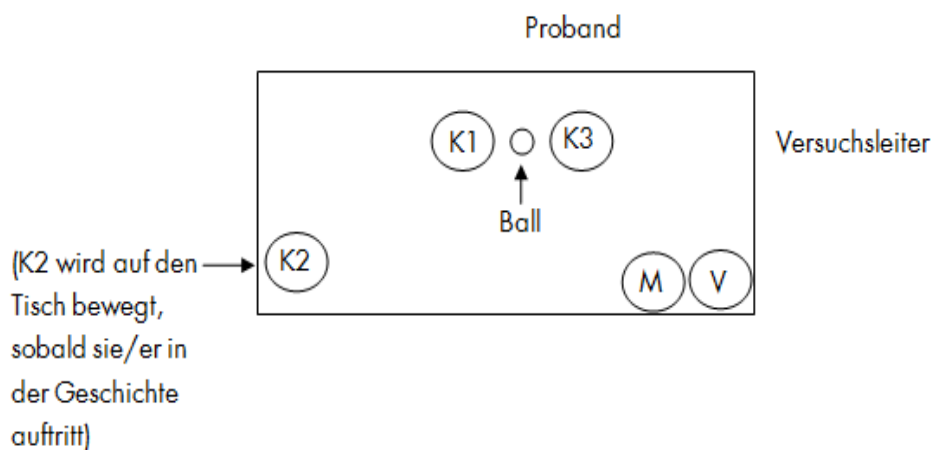 Proband
K1
K3
Versuchsleiter
Ball
(K2 wird auf den
Tisch bewegt,
sobald sie/er in
der Geschichte
auftritt)
K2
M
V